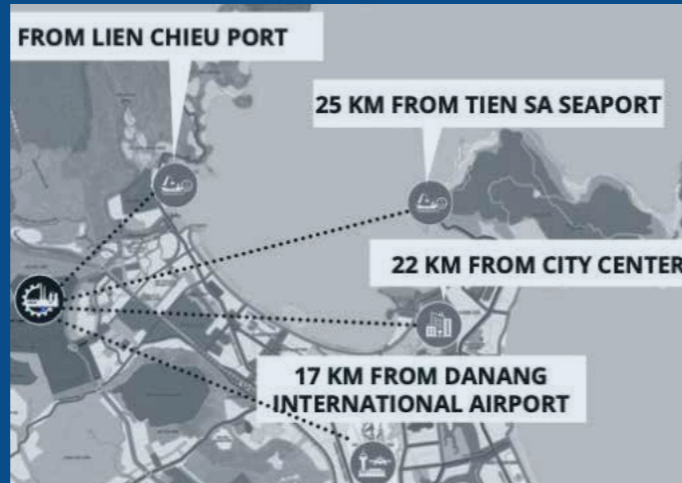 FROM LIEN CHIEU PORT
25 KM FROM TIEN SA SEAPORT
22 KM FROM CITY CENTER
17 KM FROM DANANG
INTERNATIONAL AIRPORT